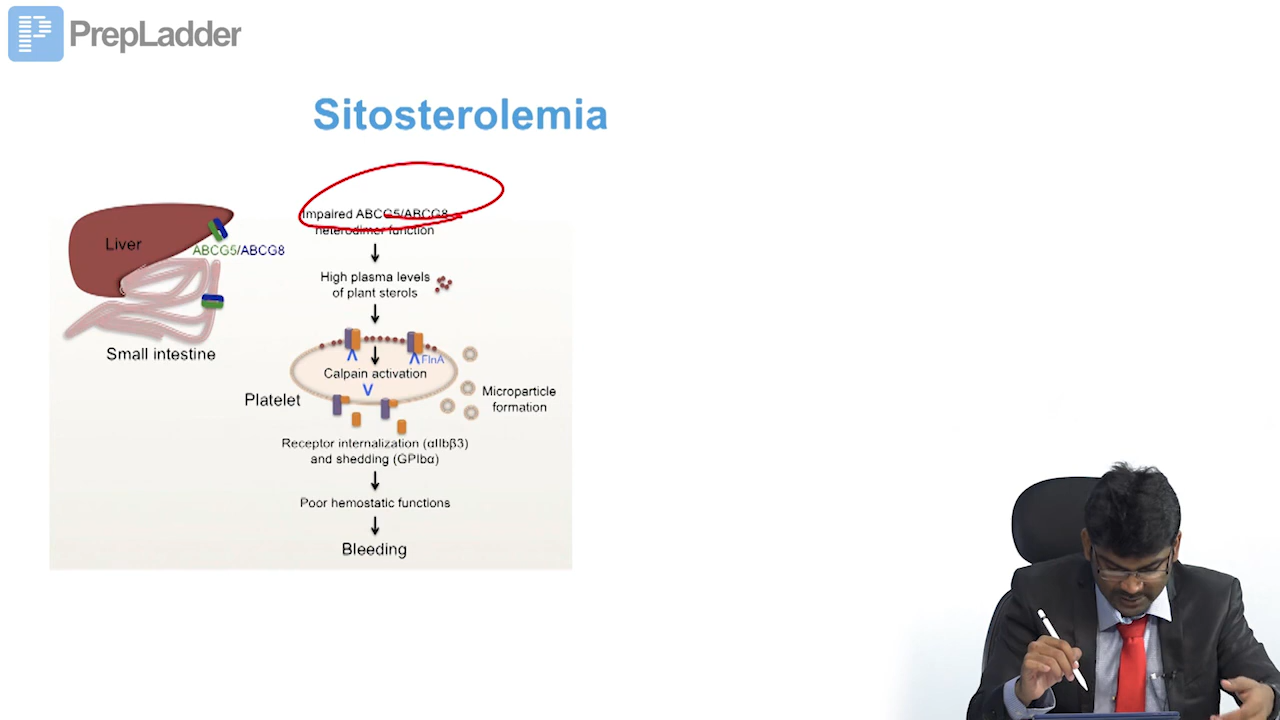 PrepLadder
Sitosterolemia
Impaired ABCG5/ABCG8
heterodimer function
Liver
ABCG5/ABCG8
High plasma levels
of plant sterols
Small intestine
FlnA
Calpain activation
Platelet
Microparticle
formation
Receptor internalization (αIIbβ3)
and shedding (GPIbα)
Poor hemostatic functions
Bleeding